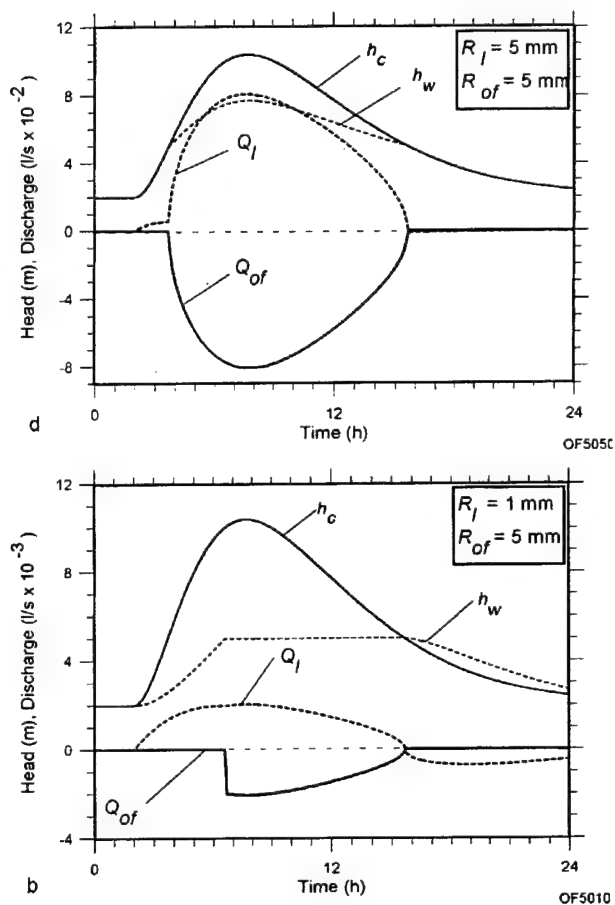 12
8
4
0
-4
-8
Head (m), Discharge (l/s x 10⁻²)
h_c
h_w
Q_l
Q_of
R_l = 5 mm
R_of = 5 mm
0
12
24
Time (h)
d
OF5050
12
8
4
0
-4
Head (m), Discharge (l/s x 10⁻³)
h_c
h_w
Q_l
Q_of
R_l = 1 mm
R_of = 5 mm
0
12
24
Time (h)
b
OF5010